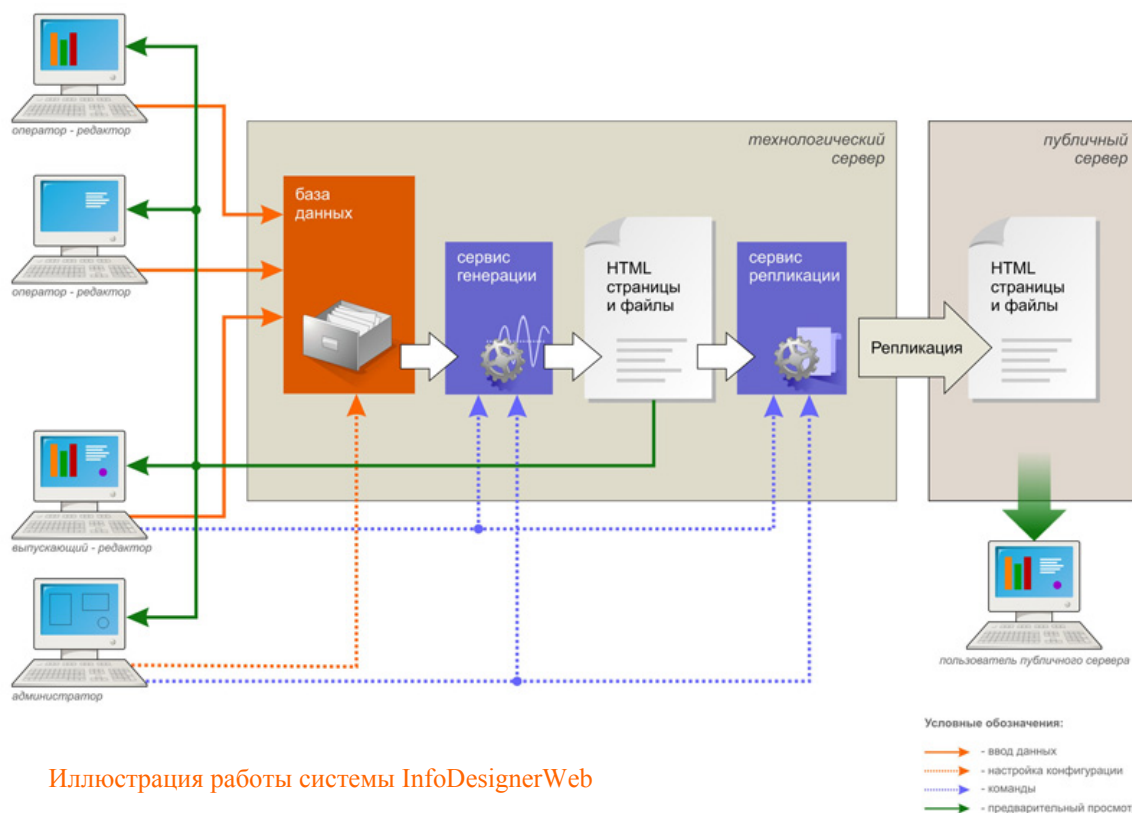 оператор - редактор
оператор - редактор
выпускающий - редактор
администратор
технологический
сервер
база
данных
сервис
генерации
HTML
страницы
и файлы
сервис
репликации
Репликация
публичный
сервер
HTML
страницы
и файлы
пользователь публичного сервера
Условные обозначения:
- ввод данных
- настройка конфигурации
- команды
- предварительный просмотр
Иллюстрация работы системы InfoDesignerWeb